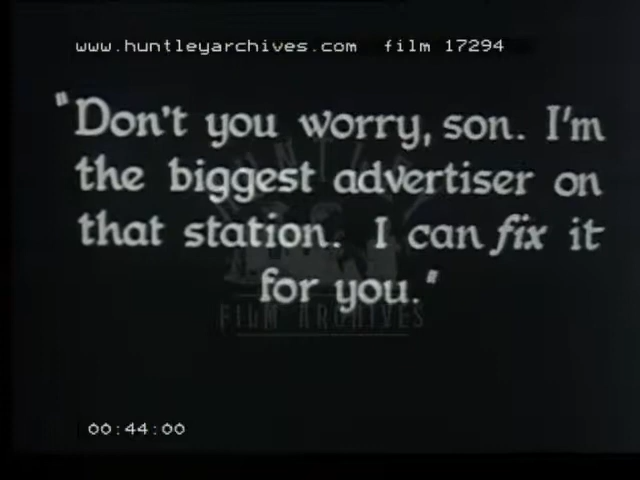 www.huntleyarchives.com film 17294
"Don't you worry, son. I'm
the biggest advertiser on
that station. I can fix it
for you."
HUNTLEY
FILM ARCHIVES
00:44:00